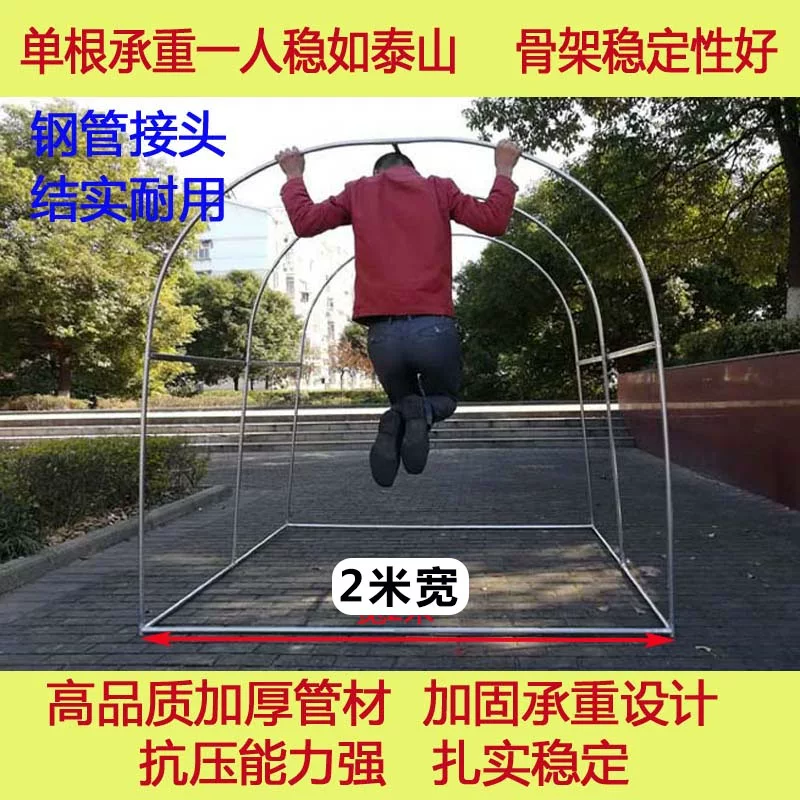 单根承重一人稳如泰山 骨架稳定性好
钢管接头
结实耐用
2米宽
高品质加厚管材 加固承重设计
抗压能力强 扎实稳定